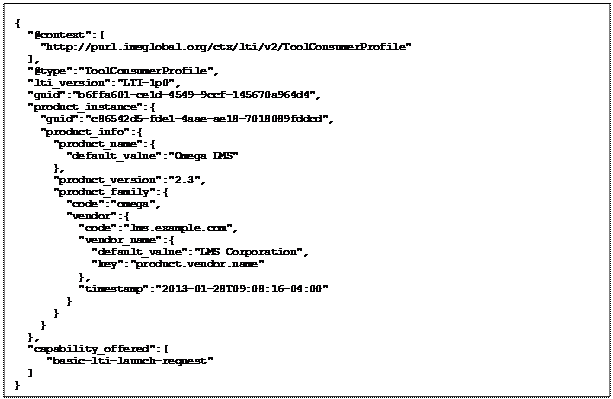 {
  "@context":[
    "http://purl.imsglobal.org/ctx/lti/v2/ToolConsumerProfile"
  ],
  "@type":"ToolConsumerProfile",
  "lti_version":"LTI-1p0",
  "guid":"b6ffa601-ce1d-4549-9ccf-145670a964d4",
  "product_instance":{
    "guid":"c86542d5-fde1-4aae-ae18-7018089fddcd",
    "product_info":{
      "product_name":{
        "default_value":"Omega LMS"
      },
      "product_version":"2.3",
      "product_family":{
        "code":"omega",
        "vendor":{
          "code":"lms.example.com",
          "vendor_name":{
            "default_value":"LMS Corporation",
            "key":"product.vendor.name"
          },
          "timestamp":"2013-01-28T09:08:16-04:00"
        }
      }
    }
  },
  "capability_offered":[
     "basic-lti-launch-request"
  ]
}